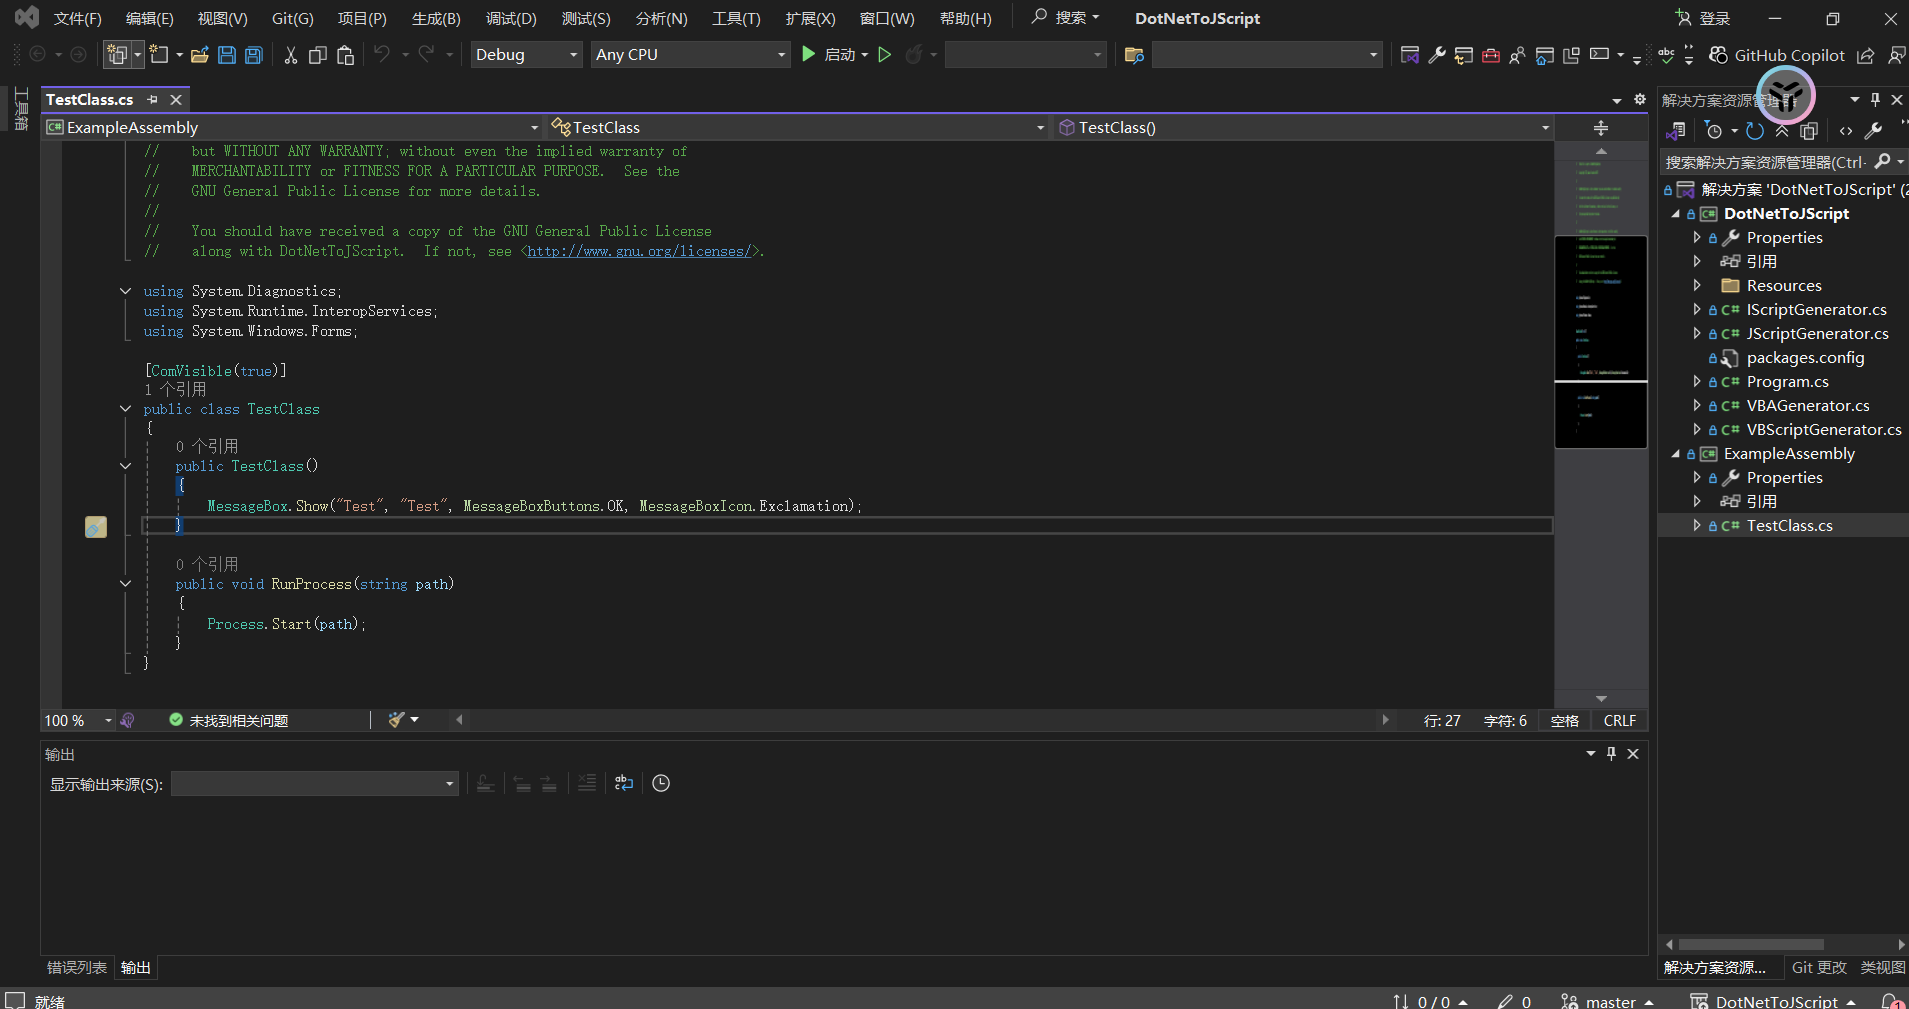 文件(F) 编辑(E) 视图(V) Git(G) 项目(P) 生成(B) 调试(D) 测试(S) 分析(N) 工具(T) 扩展(X) 窗口(W) 帮助(H) 搜索 DotNetToJScript 登录
Debug Any CPU 启动 GitHub Copilot
工具箱
TestClass.cs
ExampleAssembly TestClass TestClass()
//    but WITHOUT ANY WARRANTY; without even the implied warranty of
//    MERCHANTABILITY or FITNESS FOR A PARTICULAR PURPOSE.  See the
//    GNU General Public License for more details.
//
//    You should have received a copy of the GNU General Public License
//    along with DotNetToJScript.  If not, see <http://www.gnu.org/licenses/>.
using System.Diagnostics;
using System.Runtime.InteropServices;
using System.Windows.Forms;
[ComVisible(true)]
1 个引用
public class TestClass
{
0 个引用
public TestClass()
{
MessageBox.Show("Test", "Test", MessageBoxButtons.OK, MessageBoxIcon.Exclamation);
}
0 个引用
public void RunProcess(string path)
{
Process.Start(path);
}
}
100 % 未找到相关问题 行: 27 字符: 6 空格 CRLF
输出
显示输出来源(S):
错误列表 输出
解决方案资源管理器
搜索解决方案资源管理器(Ctrl-
解决方案 'DotNetToJScript' (2
DotNetToJScript
Properties
引用
Resources
IScriptGenerator.cs
JScriptGenerator.cs
packages.config
Program.cs
VBAGenerator.cs
VBScriptGenerator.cs
ExampleAssembly
Properties
引用
TestClass.cs
解决方案资源... Git 更改 类视图
就绪 0 / 0 0 master DotNetToJScript 1